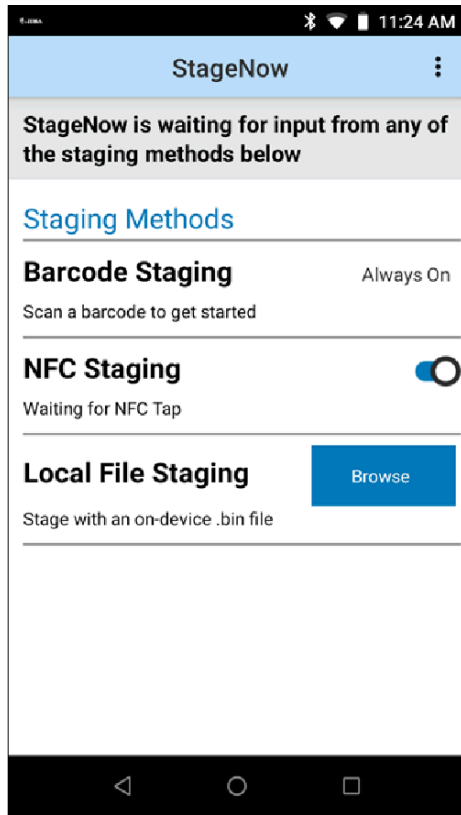 11:24 AM
StageNow
StageNow is waiting for input from any of
the staging methods below
Staging Methods
Barcode Staging
Always On
Scan a barcode to get started
NFC Staging
Waiting for NFC Tap
Local File Staging
Browse
Stage with an on-device .bin file